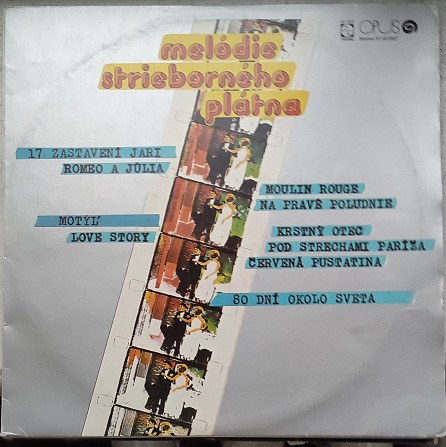 melódie
strieborného
plátna
OPUS
17. ZASTAVENÍ JARI
ROMEO A JÚLIA
MOTÝĽ
LOVE STORY
MOULIN ROUGE
NA PRAVÉ POLUDNIE
KRSTNÝ OTEC
POD STRECHAMI PARÍŽA
ČERVENÁ PUSTATINA
80 DNÍ OKOLO SVETA